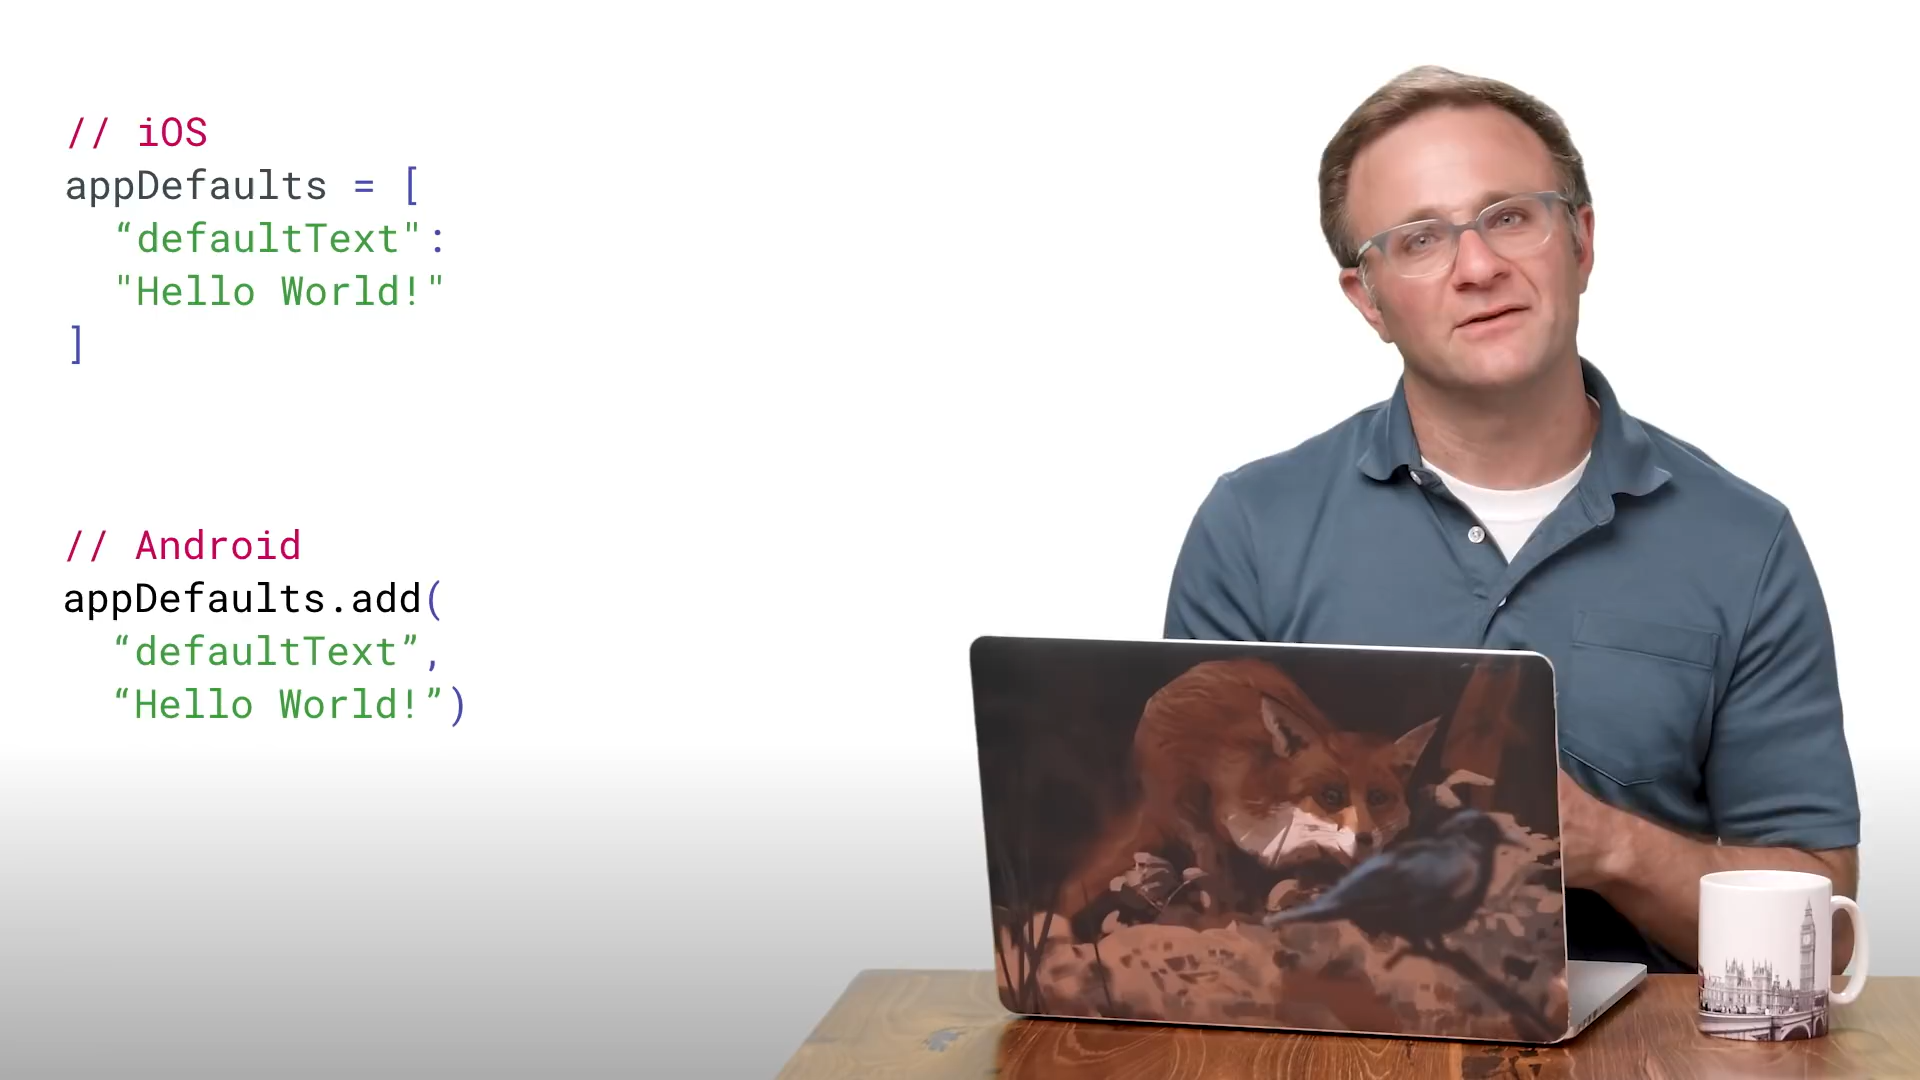 // iOS
appDefaults = [
“defaultText":
"Hello World!"
]
// Android
appDefaults.add(
“defaultText”,
“Hello World!”)